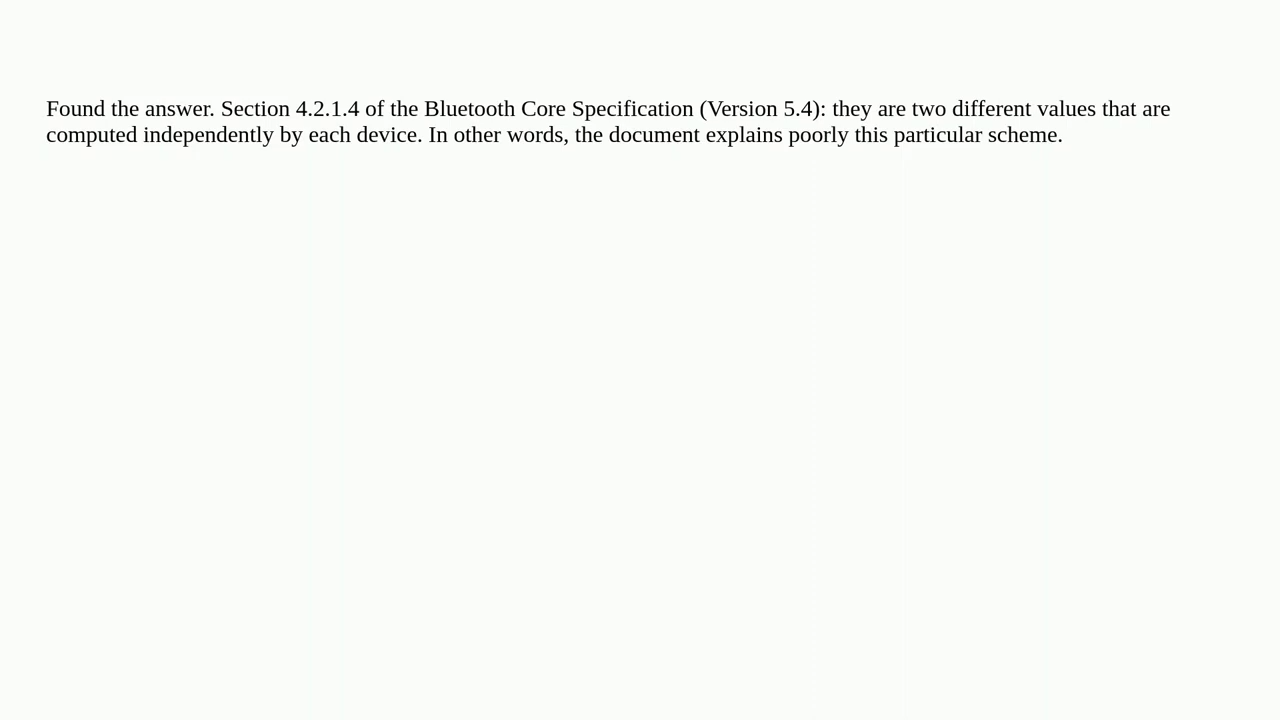 Found the answer. Section 4.2.1.4 of the Bluetooth Core Specification (Version 5.4): they are two different values that are
computed independently by each device. In other words, the document explains poorly this particular scheme.